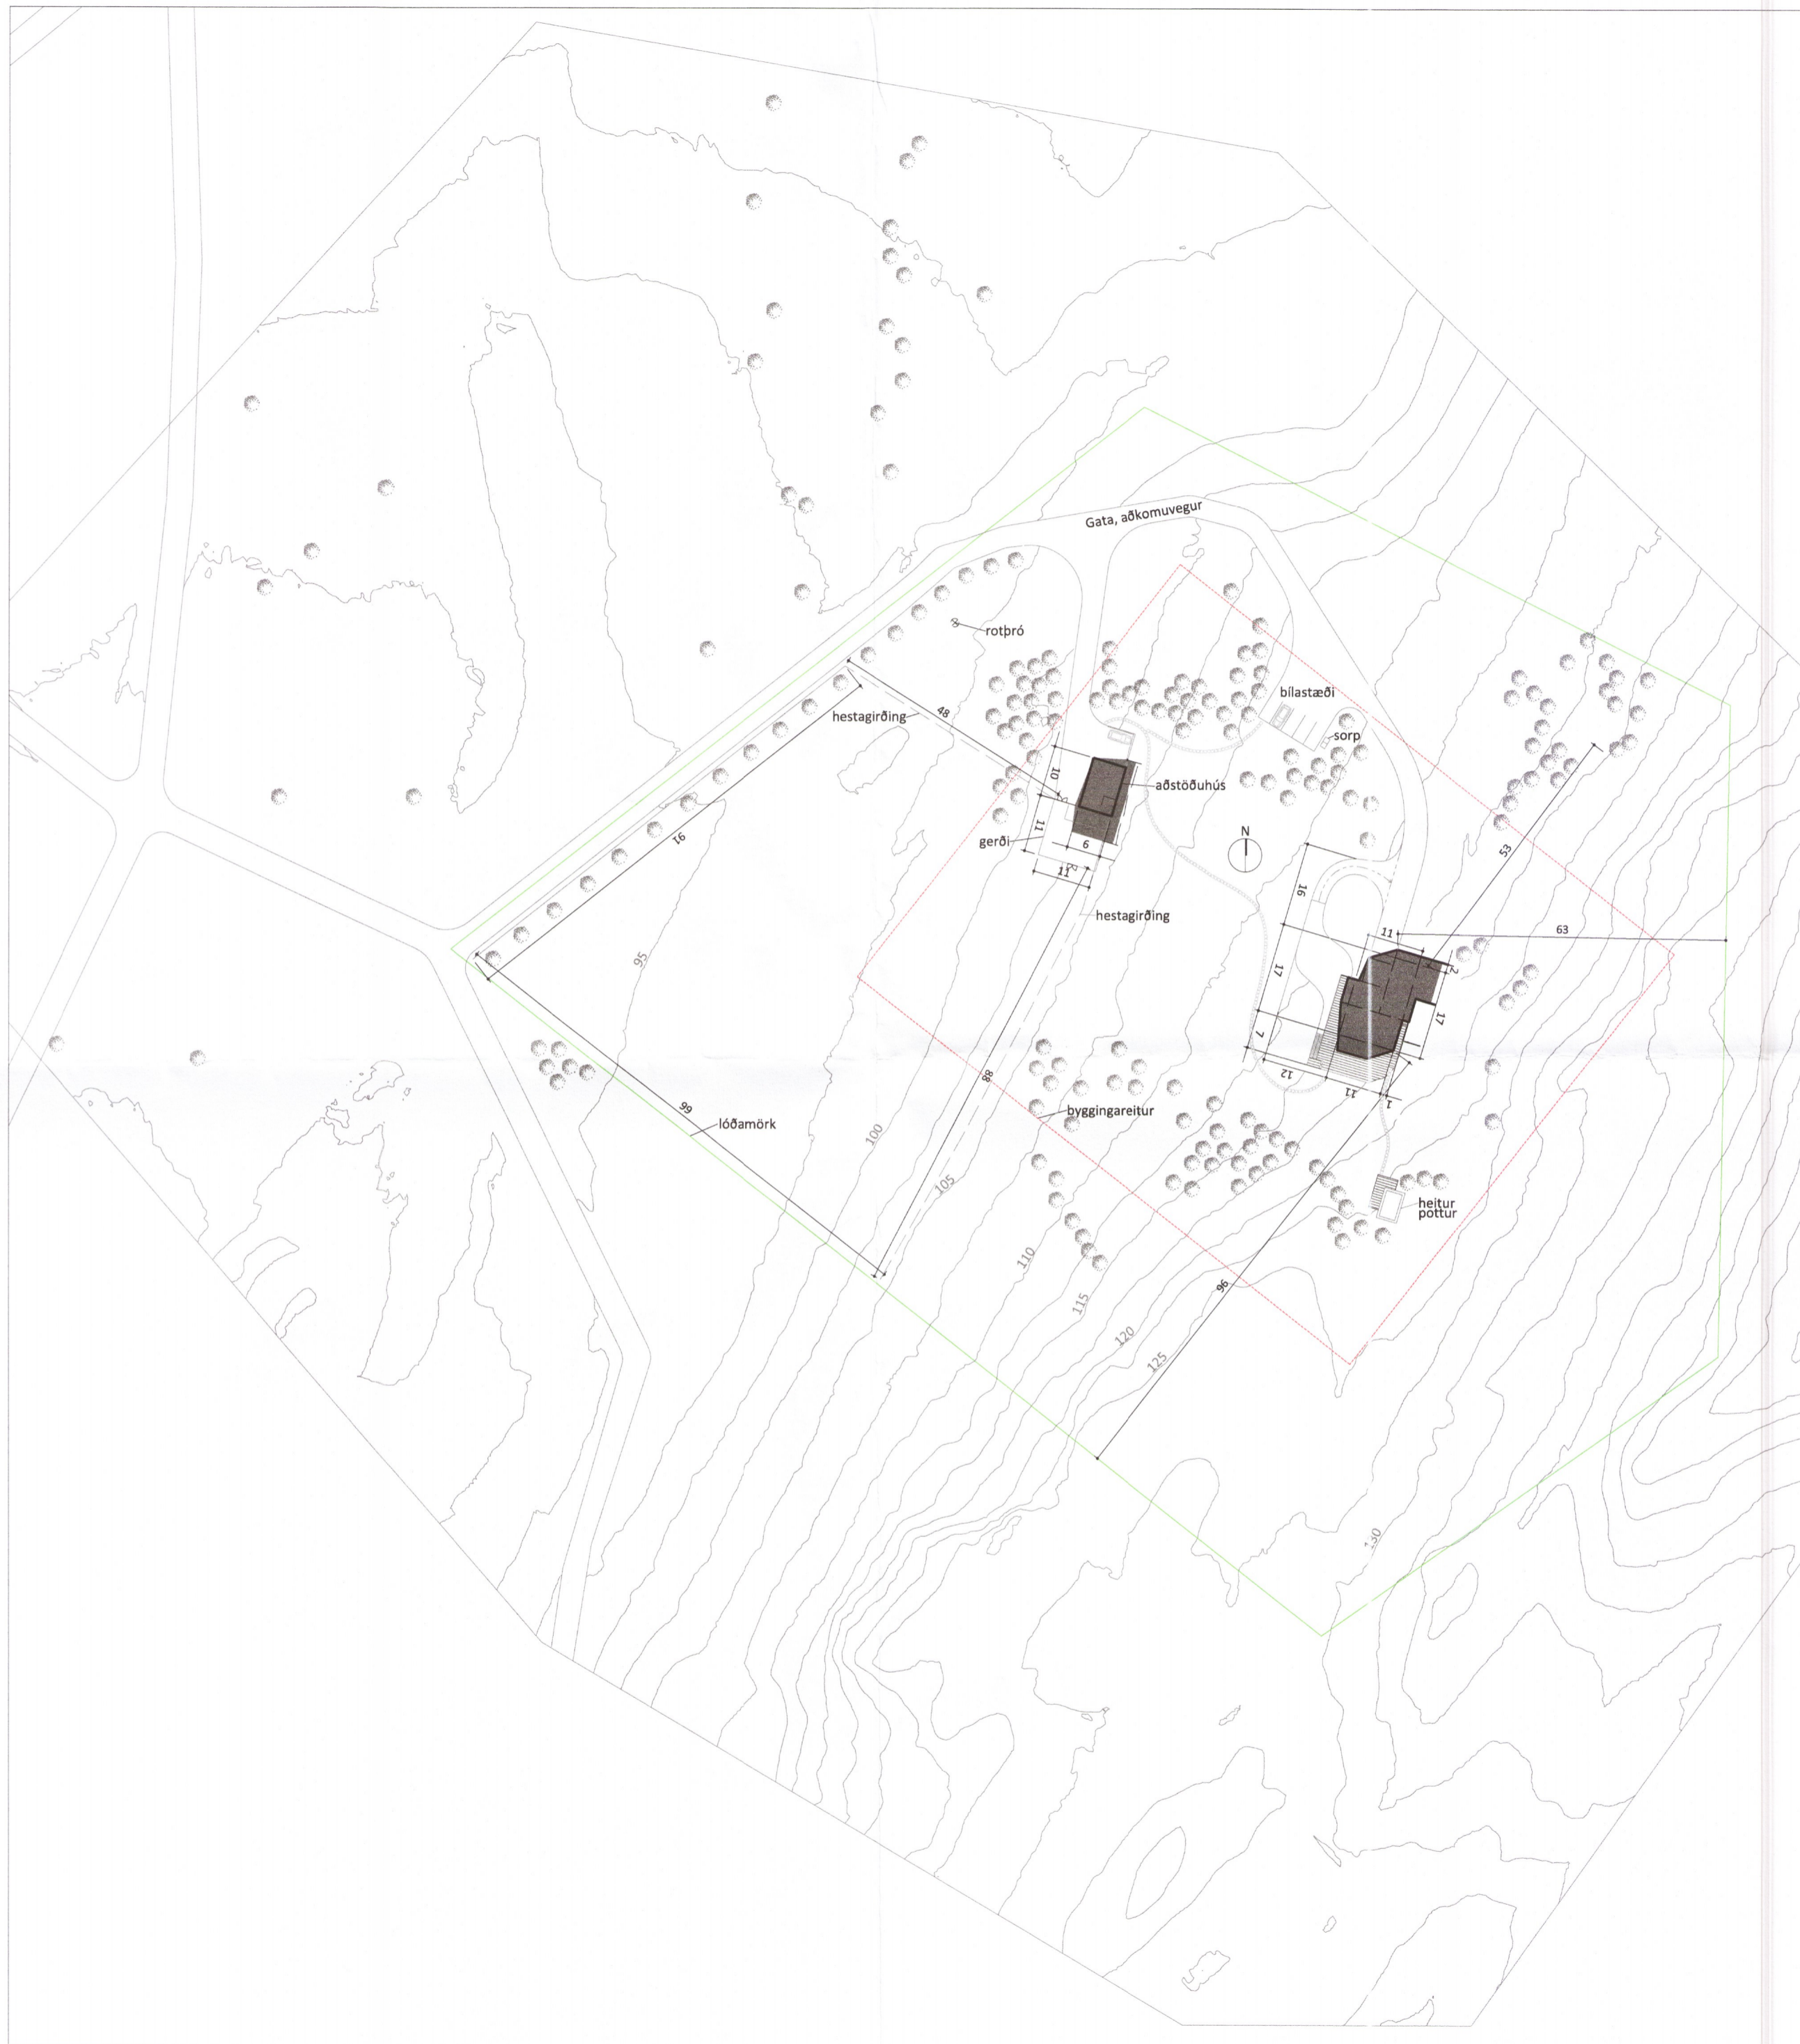 Gata, aðkomuvegur
rotþró
hestagirðing
48
bílastæði
sorp
10
aðstöðuhús
91
11
gerði
6
11
N
53
16
hestagirðing
11
63
95
2
17
17
7
12
11
1
88
99
lóðamörk
byggingareitur
100
105
heitur
pottur
110
115
96
120
125
130